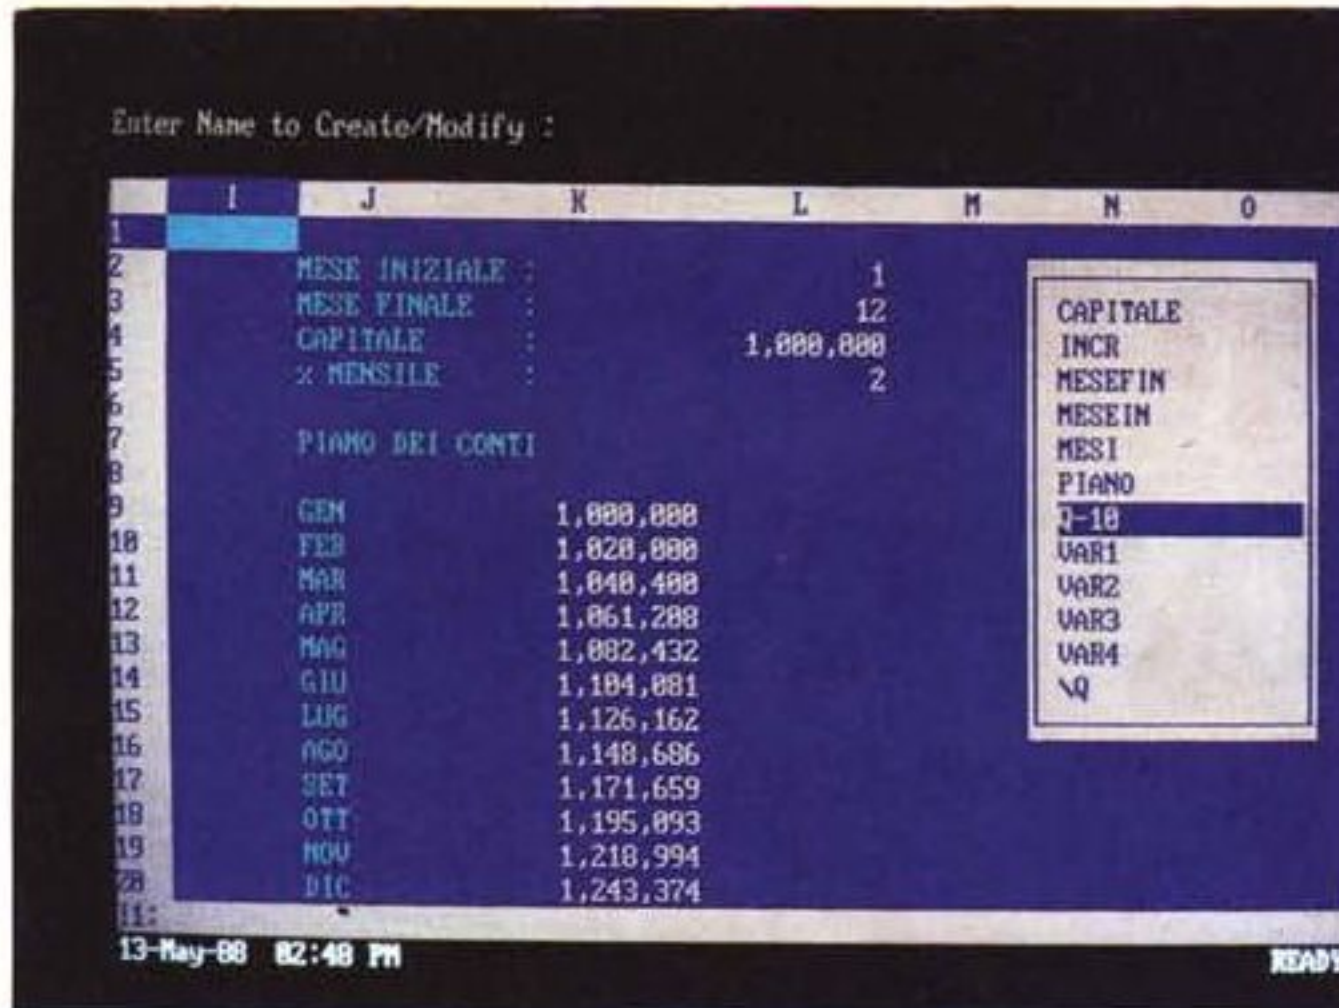 Enter Name to Create/Modify :
I J K L M N O
1
2 MESE INIZIALE : 1
3 MESE FINALE : 12
4 CAPITALE : 1,000,000
5 % MENSILE : 2
6
7 PIANO DEI CONTI
8
9 GEN 1,000,000
10 FEB 1,020,000
11 MAR 1,040,400
12 APR 1,061,208
13 MAG 1,082,432
14 GIU 1,104,081
15 LUG 1,126,162
16 AGO 1,148,686
17 SET 1,171,659
18 OTT 1,195,093
19 NOV 1,218,994
20 DIC 1,243,374
CAPITALE
INCR
MESEFIN
MESEIN
MESI
PIANO
Q-10
VAR1
VAR2
VAR3
VAR4
\Q
13-May-88 02:48 PM READY